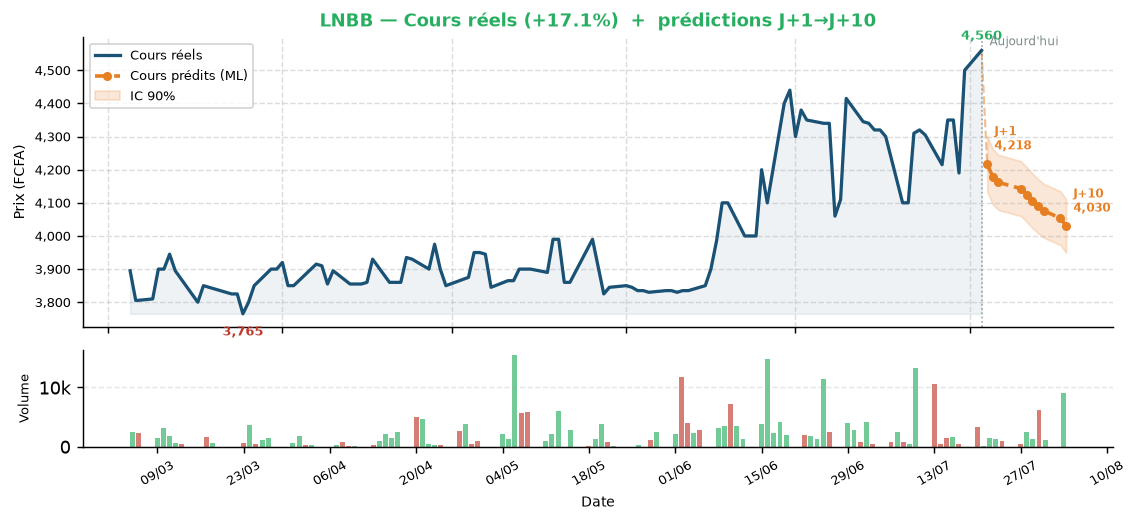 LNBB — Cours réels (+17.1%)  +  prédictions J+1→J+10
4,560
Aujourd'hui
Cours réels
Cours prédits (ML)
IC 90%
Prix (FCFA)
4,500
4,400
4,300
4,200
4,100
4,000
3,900
3,800
J+1
4,218
J+10
4,030
3,765
Volume
10k
0
09/03
23/03
06/04
20/04
04/05
18/05
01/06
15/06
29/06
13/07
27/07
10/08
Date